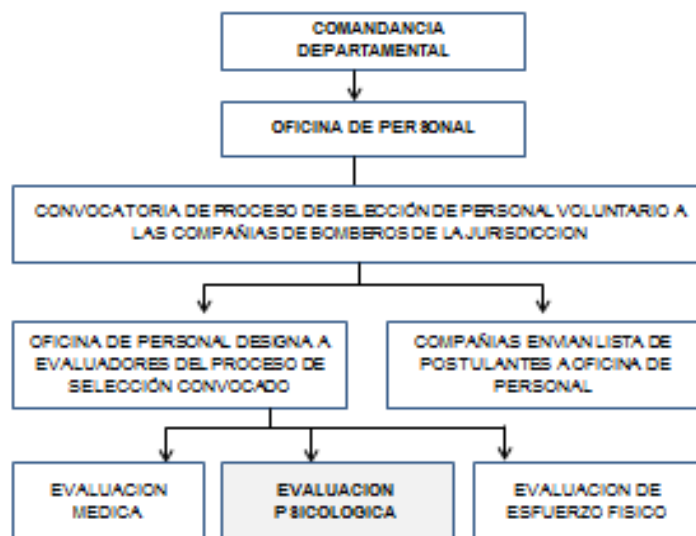 COMANDANCIA
DEPARTAMENTAL
OFICINA DE PERSONAL
CONVOCATORIA DE PROCESO DE SELECCIÓN DE PERSONAL VOLUNTARIO A
LAS COMPAÑIAS DE BOMBEROS DE LA JURISDICCION
OFICINA DE PERSONAL DESIGNA A
EVALUADORES DEL PROCESO DE
SELECCIÓN CONVOCADO
COMPAÑIAS ENVIAN LISTA DE
POSTULANTES A OFICINA DE
PERSONAL
EVALUACION
MEDICA
EVALUACION
PSICOLOGICA
EVALUACION DE
ESFUERZO FISICO